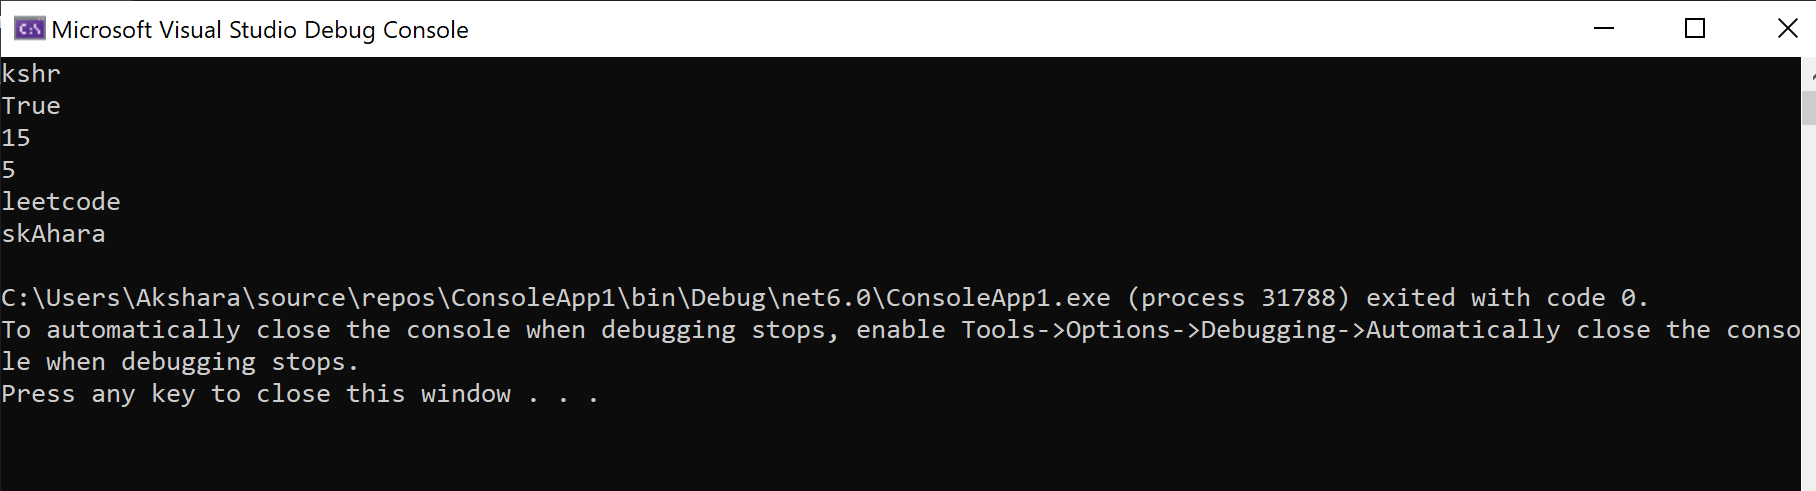 Microsoft Visual Studio Debug Console
kshr
True
15
5
leetcode
skAhara
C:\Users\Akshara\source\repos\ConsoleApp1\bin\Debug\net6.0\ConsoleApp1.exe (process 31788) exited with code 0.
To automatically close the console when debugging stops, enable Tools->Options->Debugging->Automatically close the conso
le when debugging stops.
Press any key to close this window . . .